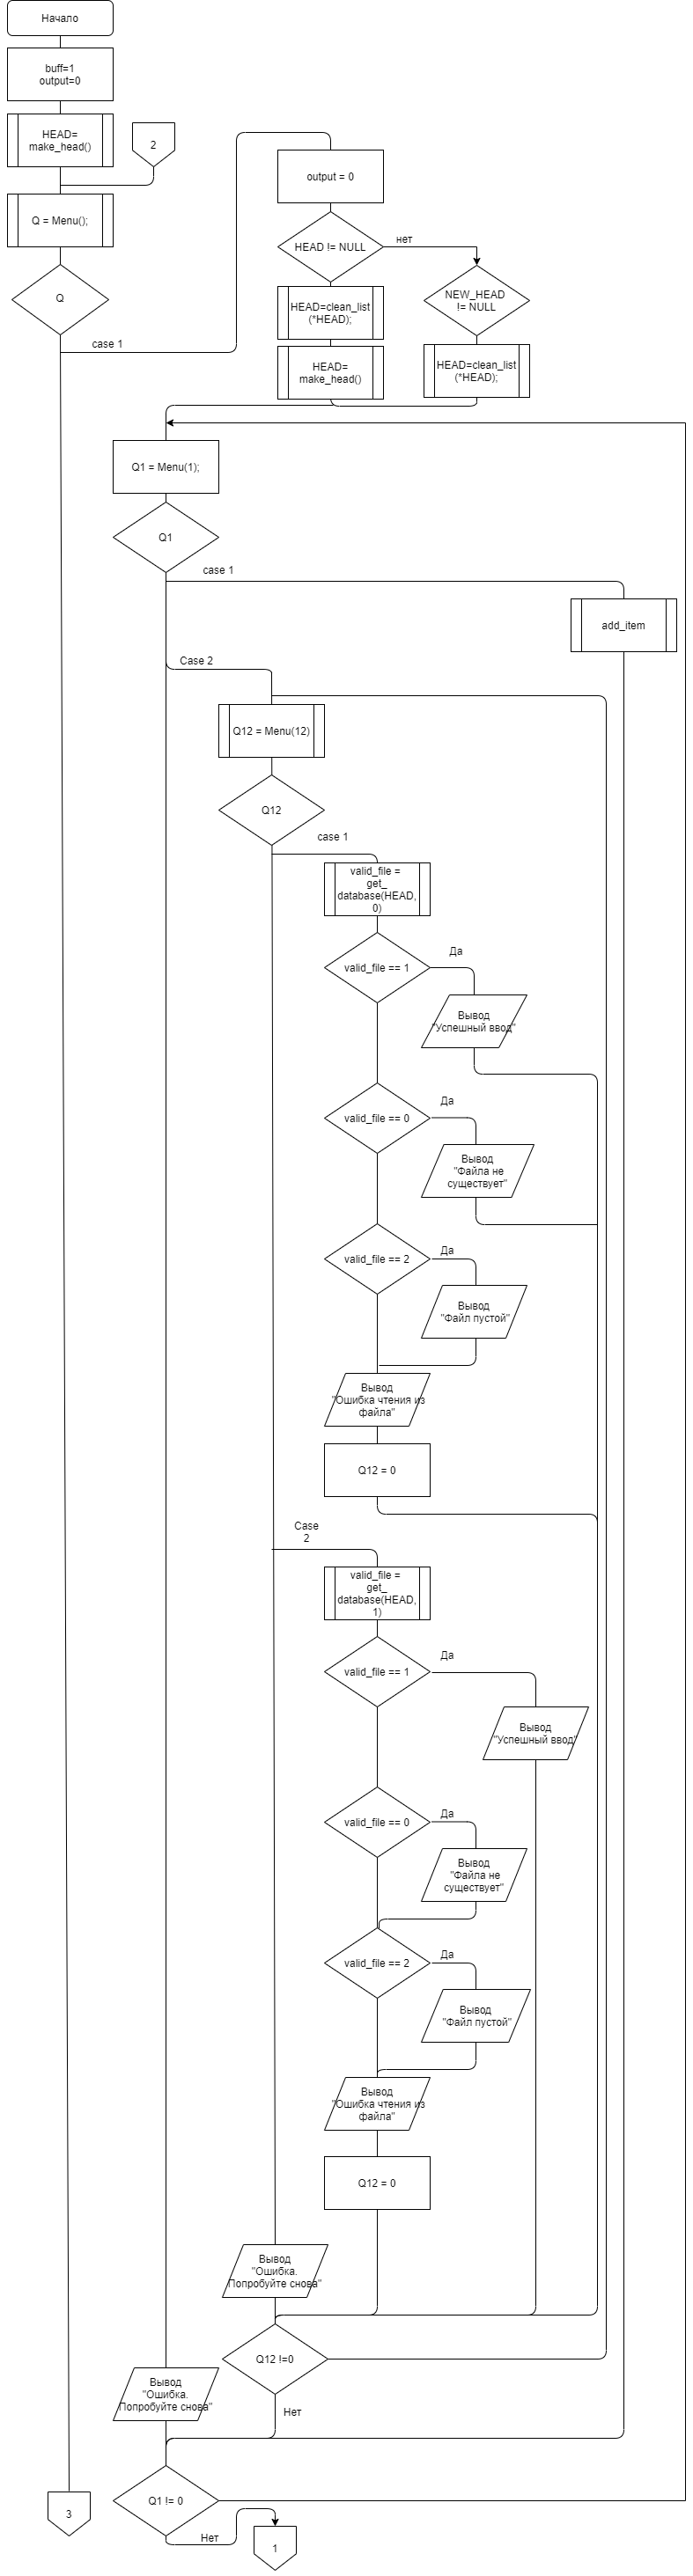 Начало
buff=1
output=0
HEAD=
make_head()
2
Q = Menu();
Q
case 1
output = 0
HEAD != NULL
нет
NEW_HEAD
!= NULL
HEAD=clean_list
(*HEAD);
HEAD=
make_head()
HEAD=clean_list
(*HEAD);
Q1 = Menu(1);
Q1
case 1
add_item
Case 2
Q12 = Menu(12)
Q12
case 1
valid_file =
get_
database(HEAD,
0)
valid_file == 1
Да
Вывод
"Успешный ввод"
valid_file == 0
Да
Вывод
"Файла не
существует"
valid_file == 2
Да
Вывод
"Файл пустой"
Вывод
"Ошибка чтения из
файла"
Q12 = 0
Case
2
valid_file =
get_
database(HEAD,
1)
valid_file == 1
Да
Вывод
"Успешный ввод"
valid_file == 0
Да
Вывод
"Файла не
существует"
valid_file == 2
Да
Вывод
"Файл пустой"
Вывод
"Ошибка чтения из
файла"
Q12 = 0
Вывод
"Ошибка.
Попробуйте снова"
Q12 !=0
Нет
Вывод
"Ошибка.
Попробуйте снова"
Q1 != 0
Нет
3
1